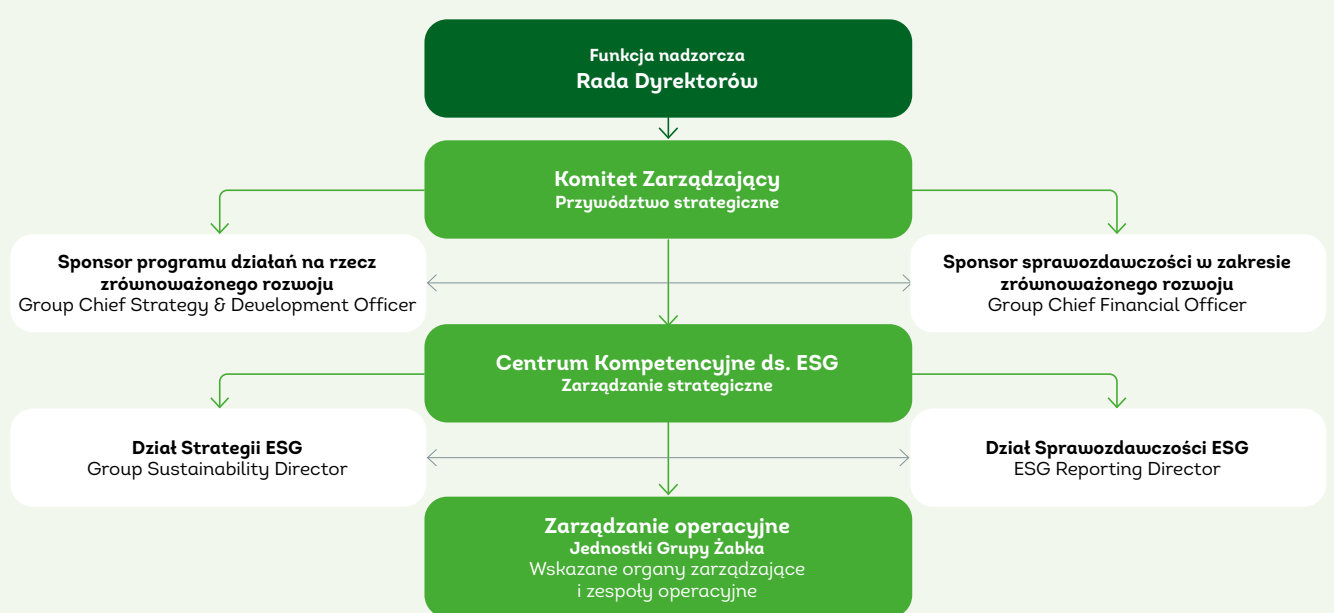 Funkcja nadzorcza
Rada Dyrektorów
Komitet Zarządzający
Przywództwo strategiczne
Sponsor programu działań na rzecz
zrównoważonego rozwoju
Group Chief Strategy & Development Officer
Sponsor sprawozdawczości w zakresie
zrównoważonego rozwoju
Group Chief Financial Officer
Centrum Kompetencyjne ds. ESG
Zarządzanie strategiczne
Dział Strategii ESG
Group Sustainability Director
Dział Sprawozdawczości ESG
ESG Reporting Director
Zarządzanie operacyjne
Jednostki Grupy Żabka
Wskazane organy zarządzające
i zespoły operacyjne